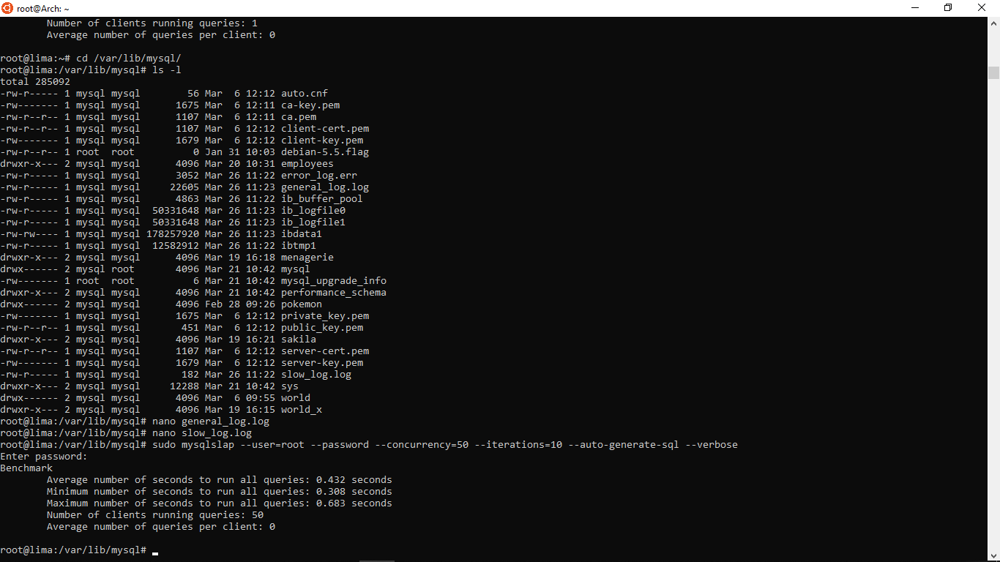 root@Arch: ~
        Number of clients running queries: 1
        Average number of queries per client: 0
root@lima:~# cd /var/lib/mysql/
root@lima:/var/lib/mysql# ls -l
total 285092
-rw-r----- 1 mysql mysql        56 Mar  6 12:12 auto.cnf
-rw------- 1 mysql mysql      1675 Mar  6 12:11 ca-key.pem
-rw-r--r-- 1 mysql mysql      1107 Mar  6 12:11 ca.pem
-rw-r--r-- 1 mysql mysql      1107 Mar  6 12:12 client-cert.pem
-rw------- 1 mysql mysql      1679 Mar  6 12:12 client-key.pem
-rw-r--r-- 1 root  root          0 Jan 31 10:03 debian-5.5.flag
drwxr-x--- 2 mysql mysql      4096 Mar 20 10:31 employees
-rw-r----- 1 mysql mysql      3052 Mar 26 11:22 error_log.err
-rw-r----- 1 mysql mysql     22605 Mar 26 11:23 general_log.log
-rw-r----- 1 mysql mysql      4863 Mar 26 11:22 ib_buffer_pool
-rw-r----- 1 mysql mysql  50331648 Mar 26 11:23 ib_logfile0
-rw-r----- 1 mysql mysql  50331648 Mar 26 11:23 ib_logfile1
-rw-rw---- 1 mysql mysql 178257920 Mar 26 11:23 ibdata1
-rw-r----- 1 mysql mysql  12582912 Mar 26 11:22 ibtmp1
drwxr-x--- 2 mysql mysql      4096 Mar 19 16:18 menagerie
drwx------ 2 mysql root       4096 Mar 21 10:42 mysql
-rw------- 1 root  root          6 Mar 21 10:42 mysql_upgrade_info
drwxr-x--- 2 mysql mysql      4096 Mar 21 10:42 performance_schema
drwx------ 2 mysql mysql      4096 Feb 28 09:26 pokemon
-rw------- 1 mysql mysql      1675 Mar  6 12:12 private_key.pem
-rw-r--r-- 1 mysql mysql       451 Mar  6 12:12 public_key.pem
drwxr-x--- 2 mysql mysql      4096 Mar 19 16:21 sakila
-rw-r--r-- 1 mysql mysql      1107 Mar  6 12:12 server-cert.pem
-rw------- 1 mysql mysql      1679 Mar  6 12:12 server-key.pem
-rw-r----- 1 mysql mysql       182 Mar 26 11:22 slow_log.log
drwxr-x--- 2 mysql mysql     12288 Mar 21 10:42 sys
drwx------ 2 mysql mysql      4096 Mar  6 09:55 world
drwxr-x--- 2 mysql mysql      4096 Mar 19 16:15 world_x
root@lima:/var/lib/mysql# nano general_log.log
root@lima:/var/lib/mysql# nano slow_log.log
root@lima:/var/lib/mysql# sudo mysqlslap --user=root --password --concurrency=50 --iterations=10 --auto-generate-sql --verbose
Enter password:
Benchmark
        Average number of seconds to run all queries: 0.432 seconds
        Minimum number of seconds to run all queries: 0.308 seconds
        Maximum number of seconds to run all queries: 0.683 seconds
        Number of clients running queries: 50
        Average number of queries per client: 0
root@lima:/var/lib/mysql#